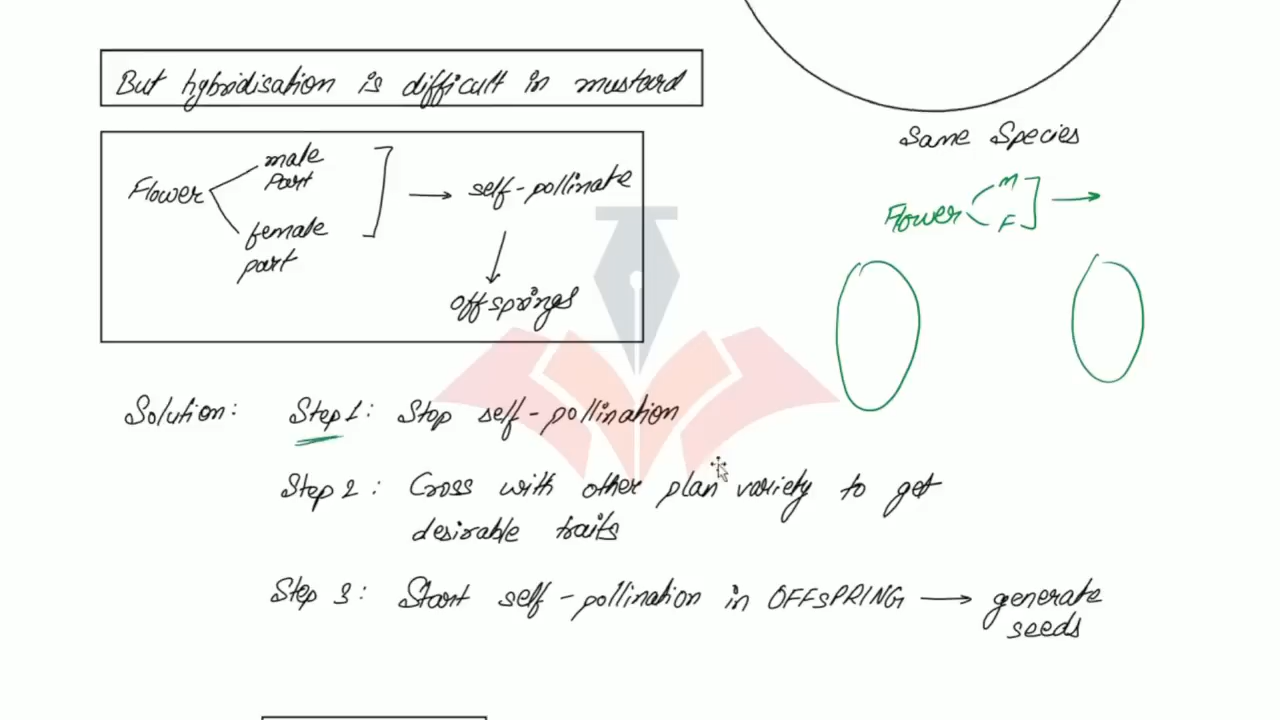 But hybridisation is difficult in mustard
Same Species
male
Part
Flower
female
part
self-pollinate
offsprings
Flower
M
F
Solution: Step 1: Stop self-pollination
Step 2: Cross with other plan variety to get
desirable traits
Step 3: Start self-pollination in OFFSPRING → generate
seeds